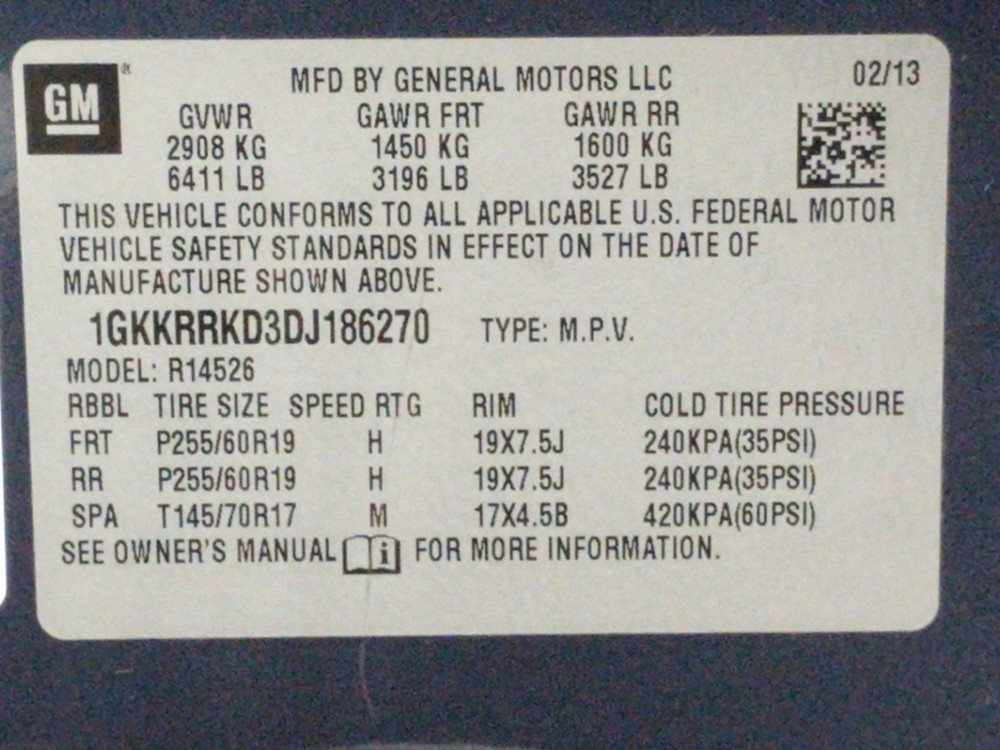 GM®
MFD BY GENERAL MOTORS LLC 02/13
GVWR GAWR FRT GAWR RR
2908 KG 1450 KG 1600 KG
6411 LB 3196 LB 3527 LB
THIS VEHICLE CONFORMS TO ALL APPLICABLE U.S. FEDERAL MOTOR
VEHICLE SAFETY STANDARDS IN EFFECT ON THE DATE OF
MANUFACTURE SHOWN ABOVE.
1GKKRRKD3DJ186270 TYPE: M.P.V.
MODEL: R14526
RBBL TIRE SIZE SPEED RTG RIM COLD TIRE PRESSURE
FRT P255/60R19 H 19X7.5J 240KPA(35PSI)
RR P255/60R19 H 19X7.5J 240KPA(35PSI)
SPA T145/70R17 M 17X4.5B 420KPA(60PSI)
SEE OWNER'S MANUAL i FOR MORE INFORMATION.